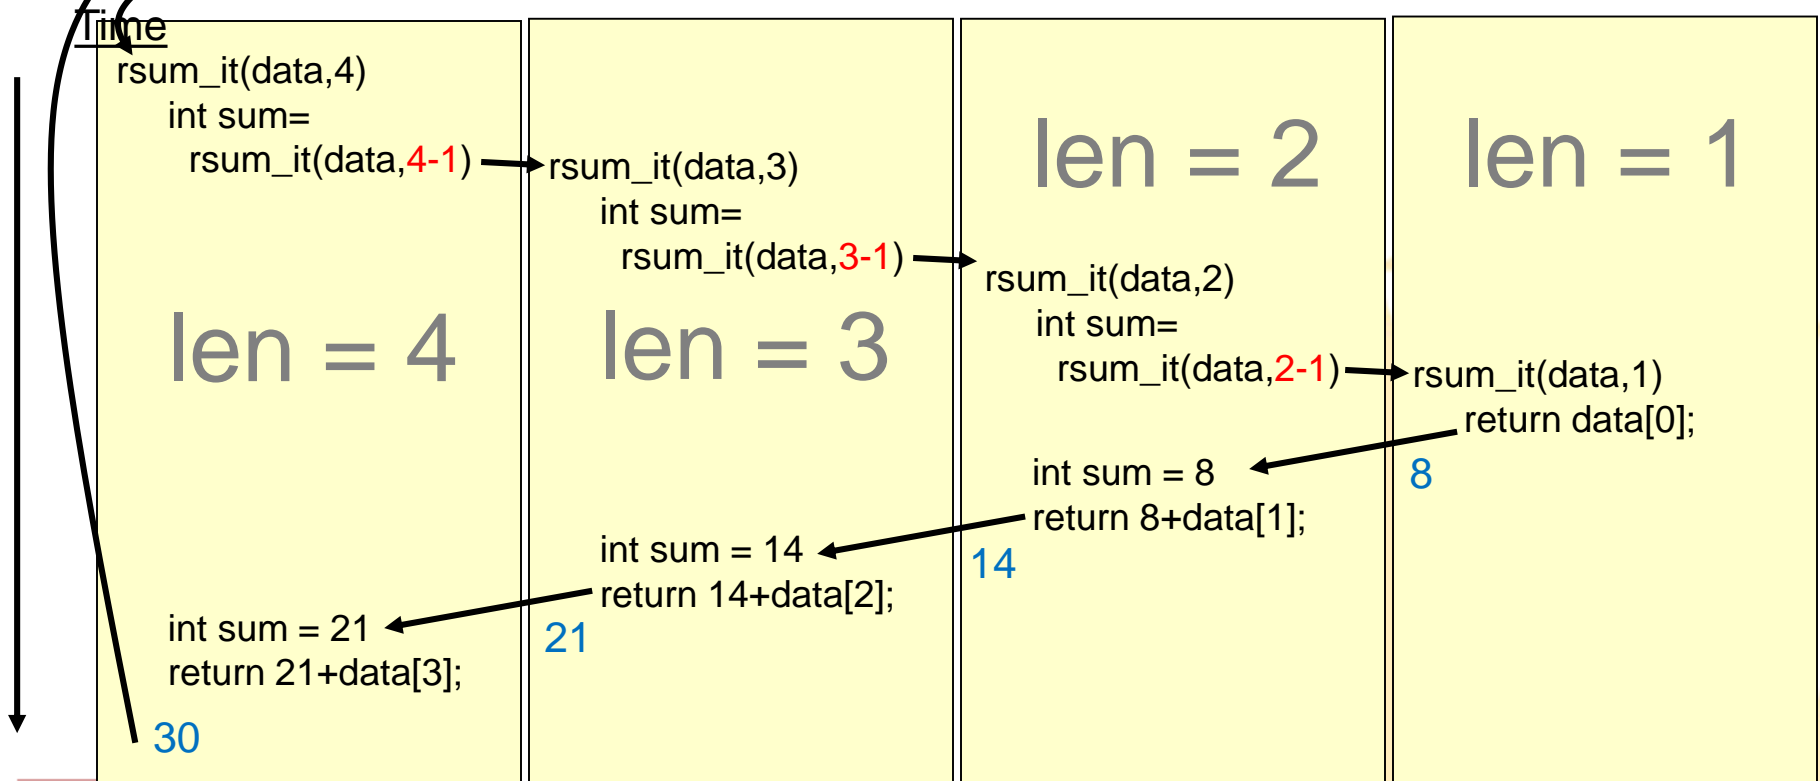 Time
rsum_it(data,4)
int sum=
rsum_it(data,4-1)
len = 4
int sum = 21
return 21+data[3];
30
rsum_it(data,3)
int sum=
rsum_it(data,3-1)
len = 3
int sum = 14
return 14+data[2];
21
len = 2
rsum_it(data,2)
int sum=
rsum_it(data,2-1)
int sum = 8
return 8+data[1];
14
len = 1
rsum_it(data,1)
return data[0];
8